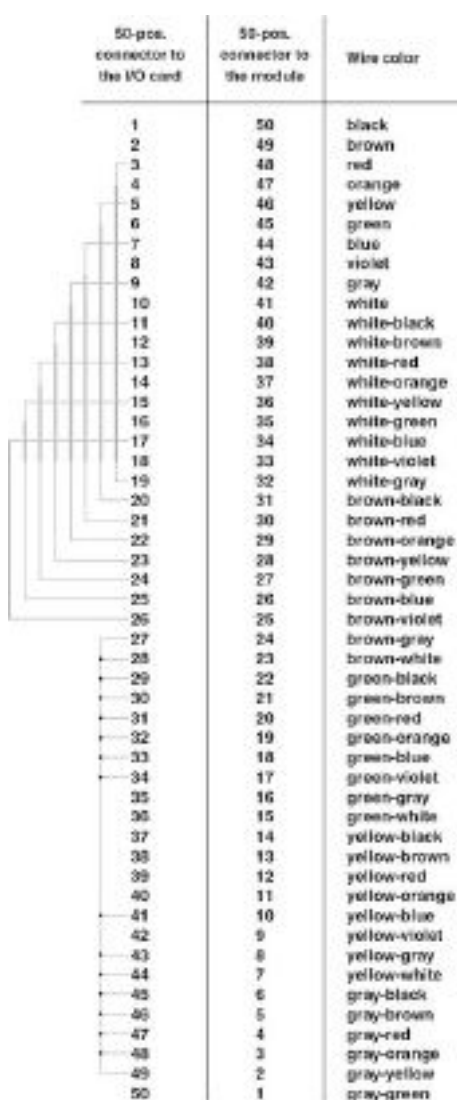 50-pos. connector to the I/O card 50-pos. connector to the module Wire color
1 50 black
2 49 brown
3 48 red
4 47 orange
5 46 yellow
6 45 green
7 44 blue
8 43 violet
9 42 gray
10 41 white
11 40 white-black
12 39 white-brown
13 38 white-red
14 37 white-orange
15 36 white-yellow
16 35 white-green
17 34 white-blue
18 33 white-violet
19 32 white-gray
20 31 brown-black
21 30 brown-red
22 29 brown-orange
23 28 brown-yellow
24 27 brown-green
25 26 brown-blue
26 25 brown-violet
27 24 brown-gray
28 23 brown-white
29 22 green-black
30 21 green-brown
31 20 green-red
32 19 green-orange
33 18 green-blue
34 17 green-violet
35 16 green-gray
36 15 green-white
37 14 yellow-black
38 13 yellow-brown
39 12 yellow-red
40 11 yellow-orange
41 10 yellow-blue
42 9 yellow-violet
43 8 yellow-gray
44 7 yellow-white
45 6 gray-black
46 5 gray-brown
47 4 gray-red
48 3 gray-orange
49 2 gray-yellow
50 1 gray-green